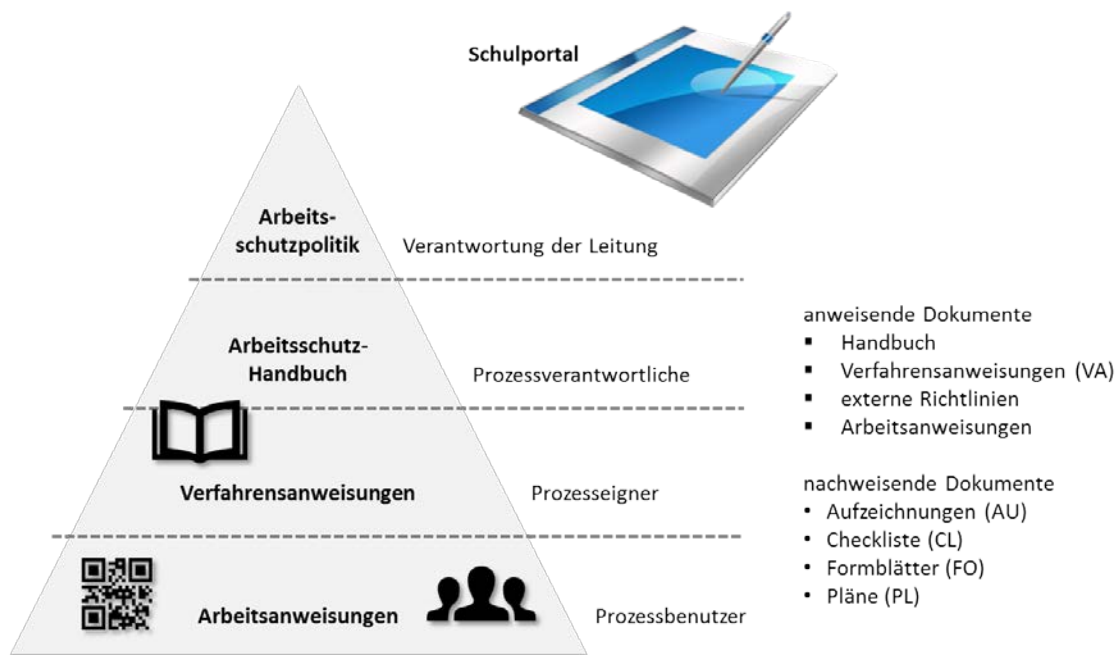 Schulportal
Arbeits-
schutzpolitik
Verantwortung der Leitung
Arbeitsschutz-
Handbuch
Prozessverantwortliche
Verfahrensanweisungen
Prozesseigner
Arbeitsanweisungen
Prozessbenutzer
anweisende Dokumente
▪ Handbuch
▪ Verfahrensanweisungen (VA)
▪ externe Richtlinien
▪ Arbeitsanweisungen
nachweisende Dokumente
• Aufzeichnungen (AU)
• Checkliste (CL)
• Formblätter (FO)
• Pläne (PL)